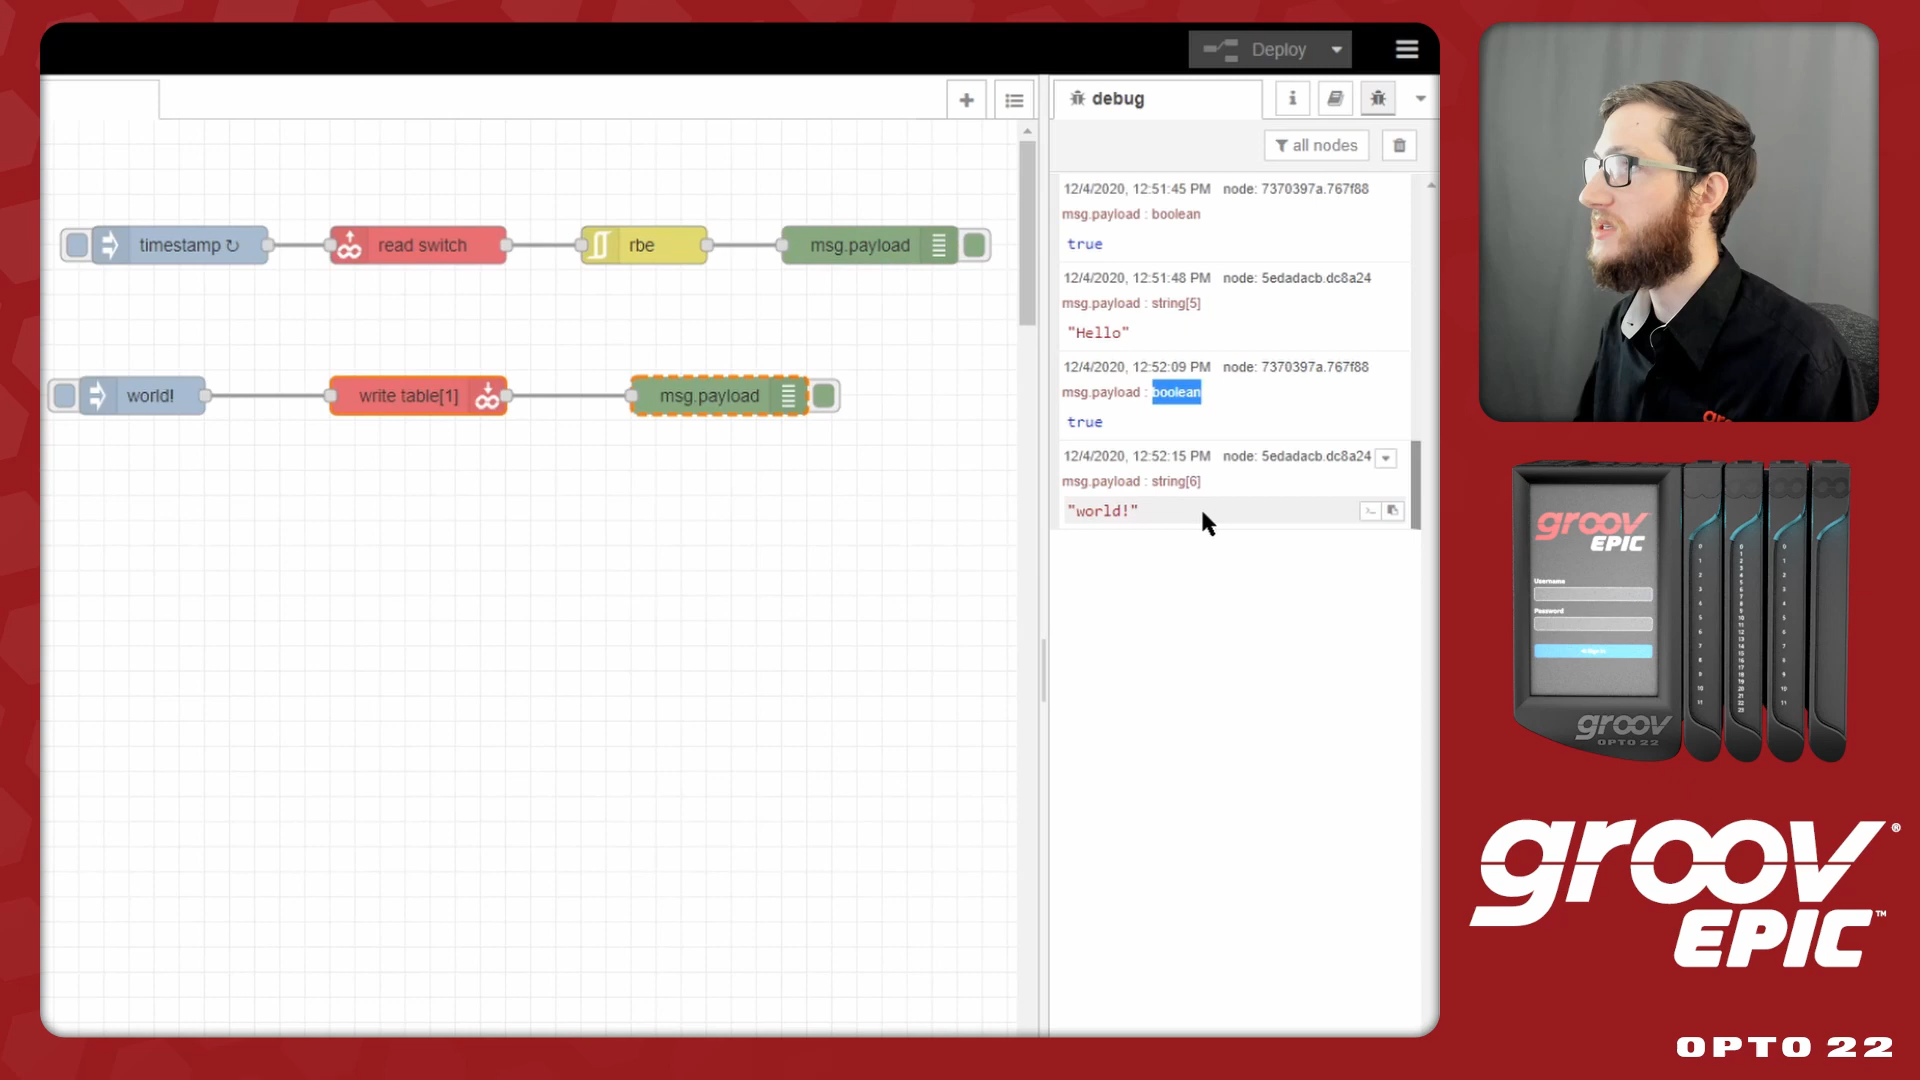 Deploy
debug
all nodes
12/4/2020, 12:51:45 PM node: 7370397a.767f88
msg.payload : boolean
true
12/4/2020, 12:51:48 PM node: 5edadacb.dc8a24
msg.payload : string[5]
"Hello"
12/4/2020, 12:52:09 PM node: 7370397a.767f88
msg.payload : boolean
true
12/4/2020, 12:52:15 PM node: 5edadacb.dc8a24
msg.payload : string[6]
"world!"
timestamp ↻
read switch
rbe
msg.payload
world!
write table[1]
msg.payload
groov
EPIC
Username
Password
groov
OPTO 22
groov®
EPIC™
OPTO 22